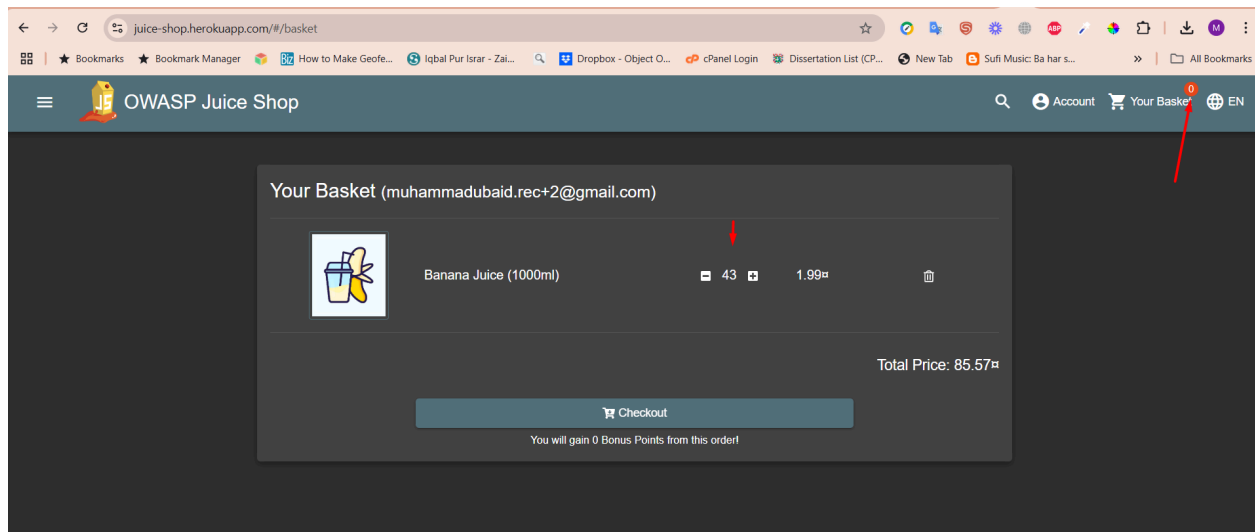 juice-shop.herokuapp.com/#/basket
Bookmarks Bookmark Manager Biz How to Make Geofe... Iqbal Pur Israr - Zai... Dropbox - Object O... cP cPanel Login Dissertation List (CP... New Tab Sufi Music: Ba har s... » All Bookmarks
ABP M
OWASP Juice Shop Account Your Basket 0 EN
Your Basket (muhammadubaid.rec+2@gmail.com)
Banana Juice (1000ml) 43 1.99¤
Total Price: 85.57¤
Checkout
You will gain 0 Bonus Points from this order!